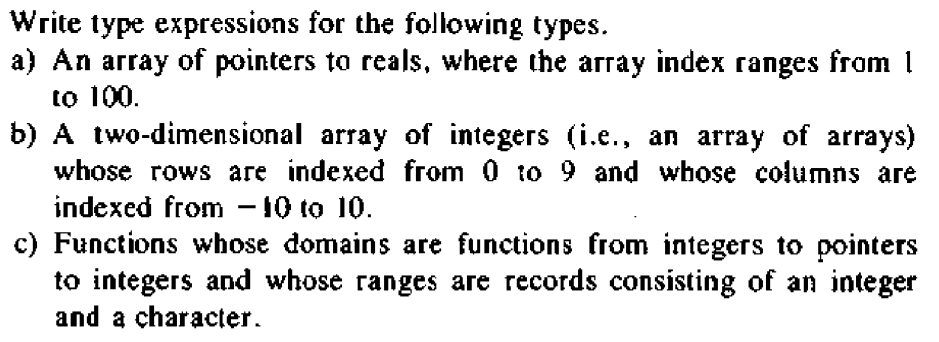 Write type expressions for the following types.
a) An array of pointers to reals, where the array index ranges from 1
to 100.
b) A two-dimensional array of integers (i.e., an array of arrays)
whose rows are indexed from 0 to 9 and whose columns are
indexed from −10 to 10.
c) Functions whose domains are functions from integers to pointers
to integers and whose ranges are records consisting of an integer
and a character.